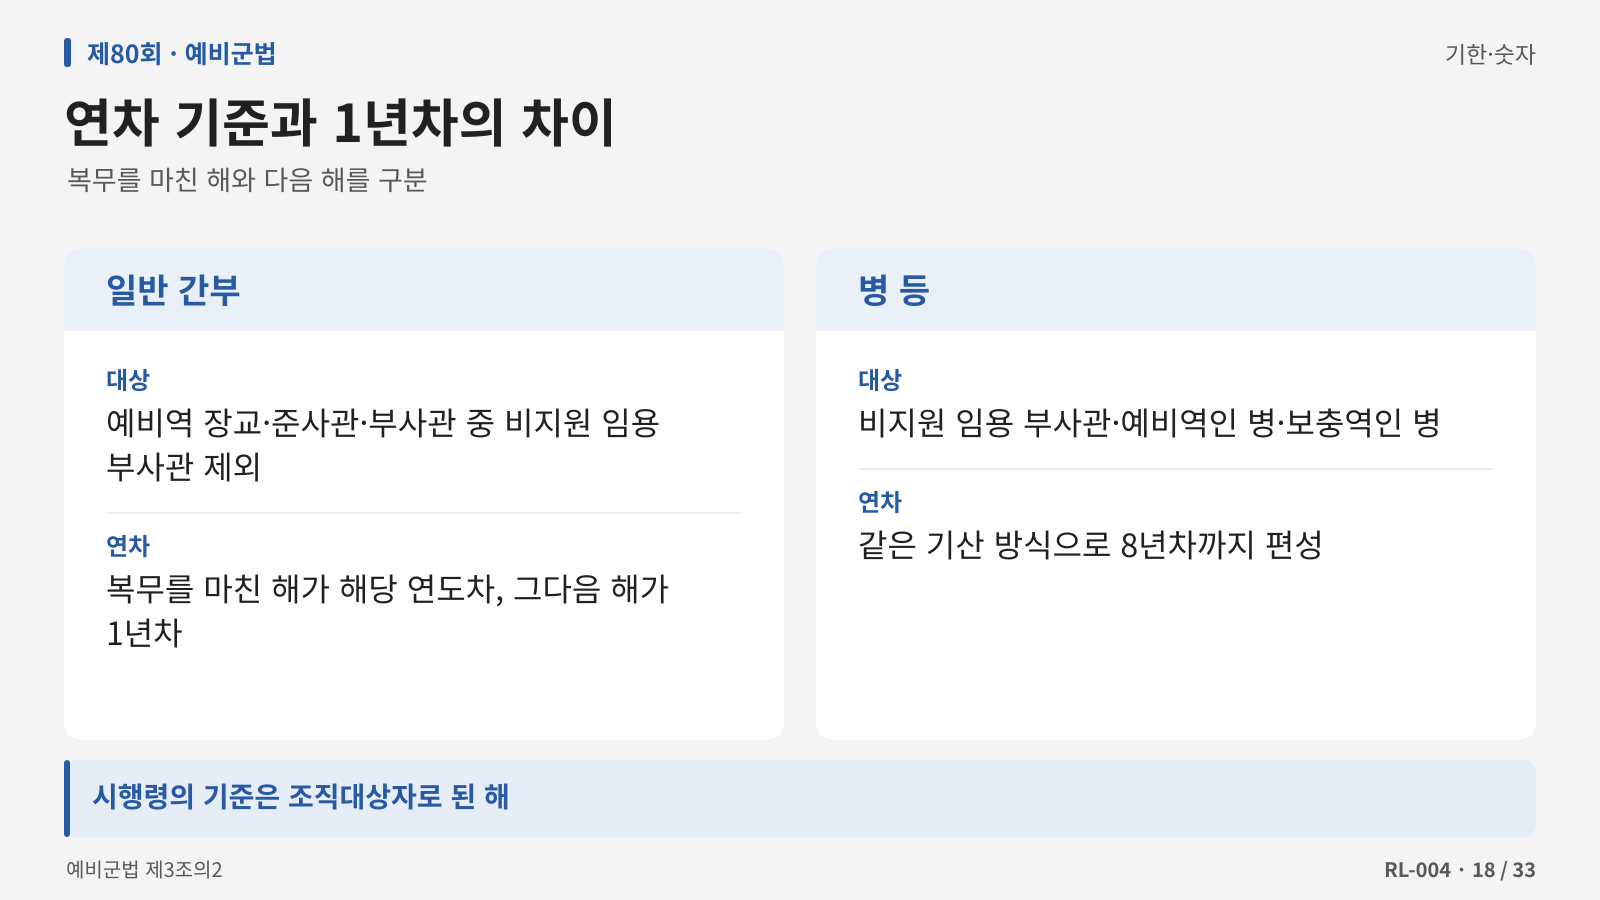 제80회 · 예비군법
기한·숫자
연차 기준과 1년차의 차이
복무를 마친 해와 다음 해를 구분
일반 간부
대상
예비역 장교·준사관·부사관 중 비지원 임용
부사관 제외
연차
복무를 마친 해가 해당 연도차, 그다음 해가
1년차
병 등
대상
비지원 임용 부사관·예비역인 병·보충역인 병
연차
같은 기산 방식으로 8년차까지 편성
시행령의 기준은 조직대상자로 된 해
예비군법 제3조의2
RL-004 · 18 / 33